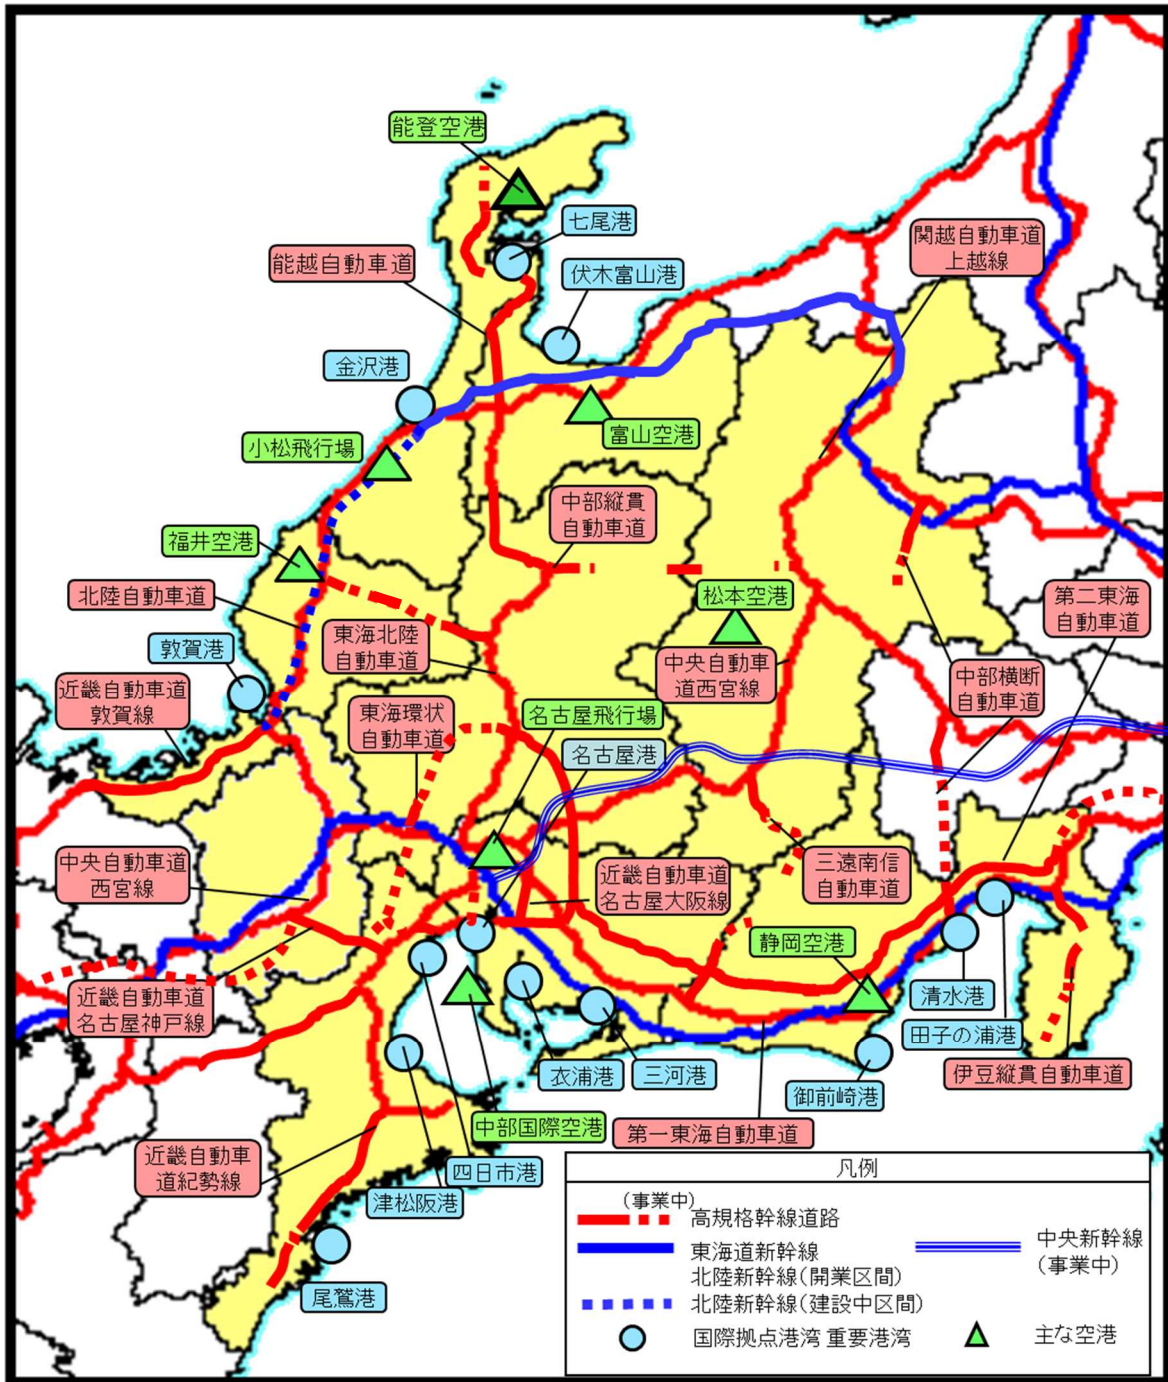 能登空港
七尾港
能越自動車道
伏木富山港
関越自動車道
上越線
金沢港
小松飛行場
富山空港
中部縦貫
自動車道
福井空港
北陸自動車道
松本空港
第二東海
自動車道
敦賀港
東海北陸
自動車道
中央自動車
道西宮線
中部横断
自動車道
近畿自動車道
敦賀線
東海環状
自動車道
名古屋飛行場
名古屋港
中央自動車道
西宮線
近畿自動車道
名古屋大阪線
三遠南信
自動車道
静岡空港
近畿自動車道
名古屋神戸線
清水港
田子の浦港
衣浦港
三河港
御前崎港
伊豆縦貫自動車道
中部国際空港
第一東海自動車道
近畿自動車
道紀勢線
四日市港
津松阪港
尾鷲港
凡例
(事業中)
高規格幹線道路
東海道新幹線
北陸新幹線(開業区間)
中央新幹線
(事業中)
北陸新幹線(建設中区間)
国際拠点港湾 重要港湾
主な空港